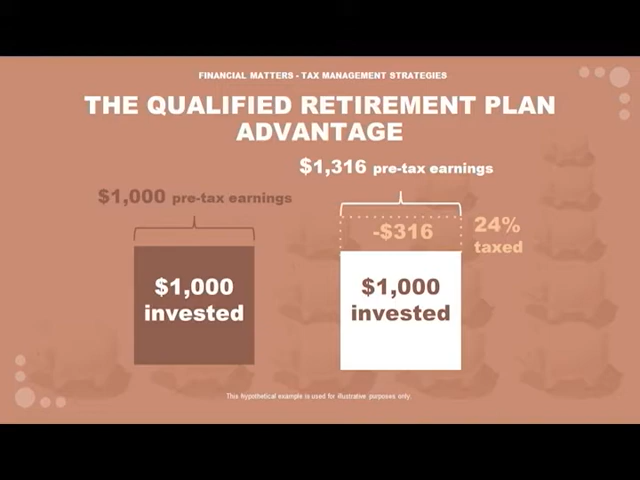 FINANCIAL MATTERS - TAX MANAGEMENT STRATEGIES
THE QUALIFIED RETIREMENT PLAN
ADVANTAGE
$1,316 pre-tax earnings
$1,000 pre-tax earnings
-$316
24%
taxed
$1,000
invested
$1,000
invested
This hypothetical example is used for illustrative purposes only.